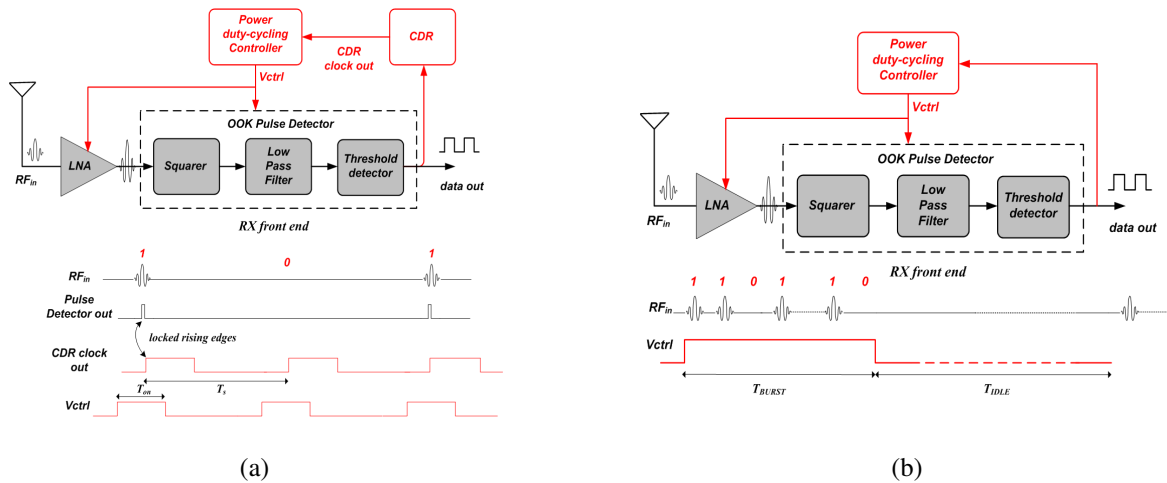 Power
duty-cycling
Controller
CDR
CDR
clock out
Vctrl
OOK Pulse Detector
LNA
Squarer
Low
Pass
Filter
Threshold
detector
RFin
data out
RX front end
1 0 1
RFin
Pulse
Detector out
locked rising edges
CDR clock
out
Ton
Ts
Vctrl
(a)
Power
duty-cycling
Controller
Vctrl
OOK Pulse Detector
LNA
Squarer
Low
Pass
Filter
Threshold
detector
RFin
data out
RX front end
1 1 0 1 1 0
RFin
Vctrl
TBURST
TIDLE
(b)